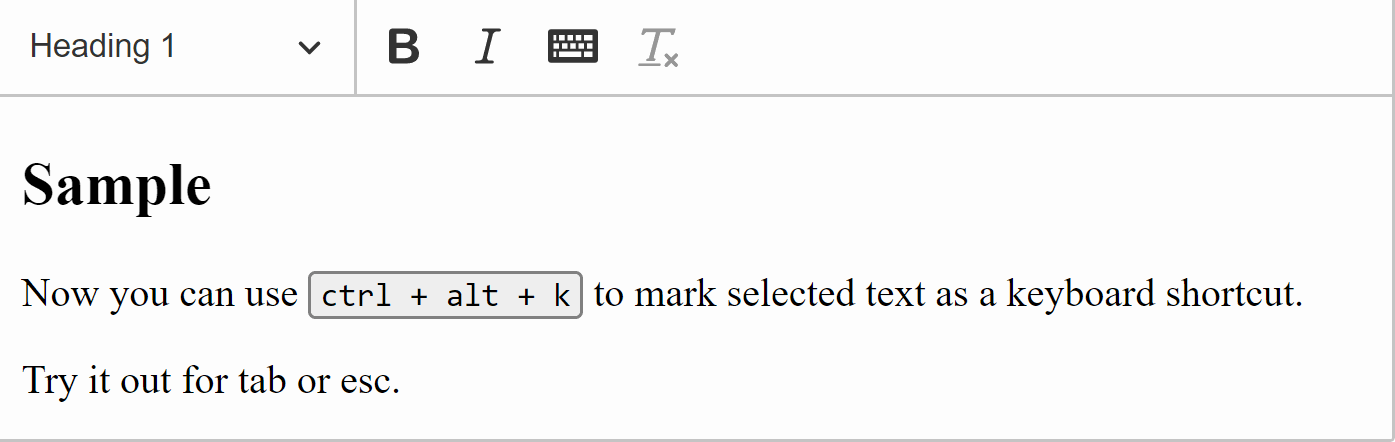 Heading 1
Sample
Now you can use ctrl + alt + k to mark selected text as a keyboard shortcut.
Try it out for tab or esc.